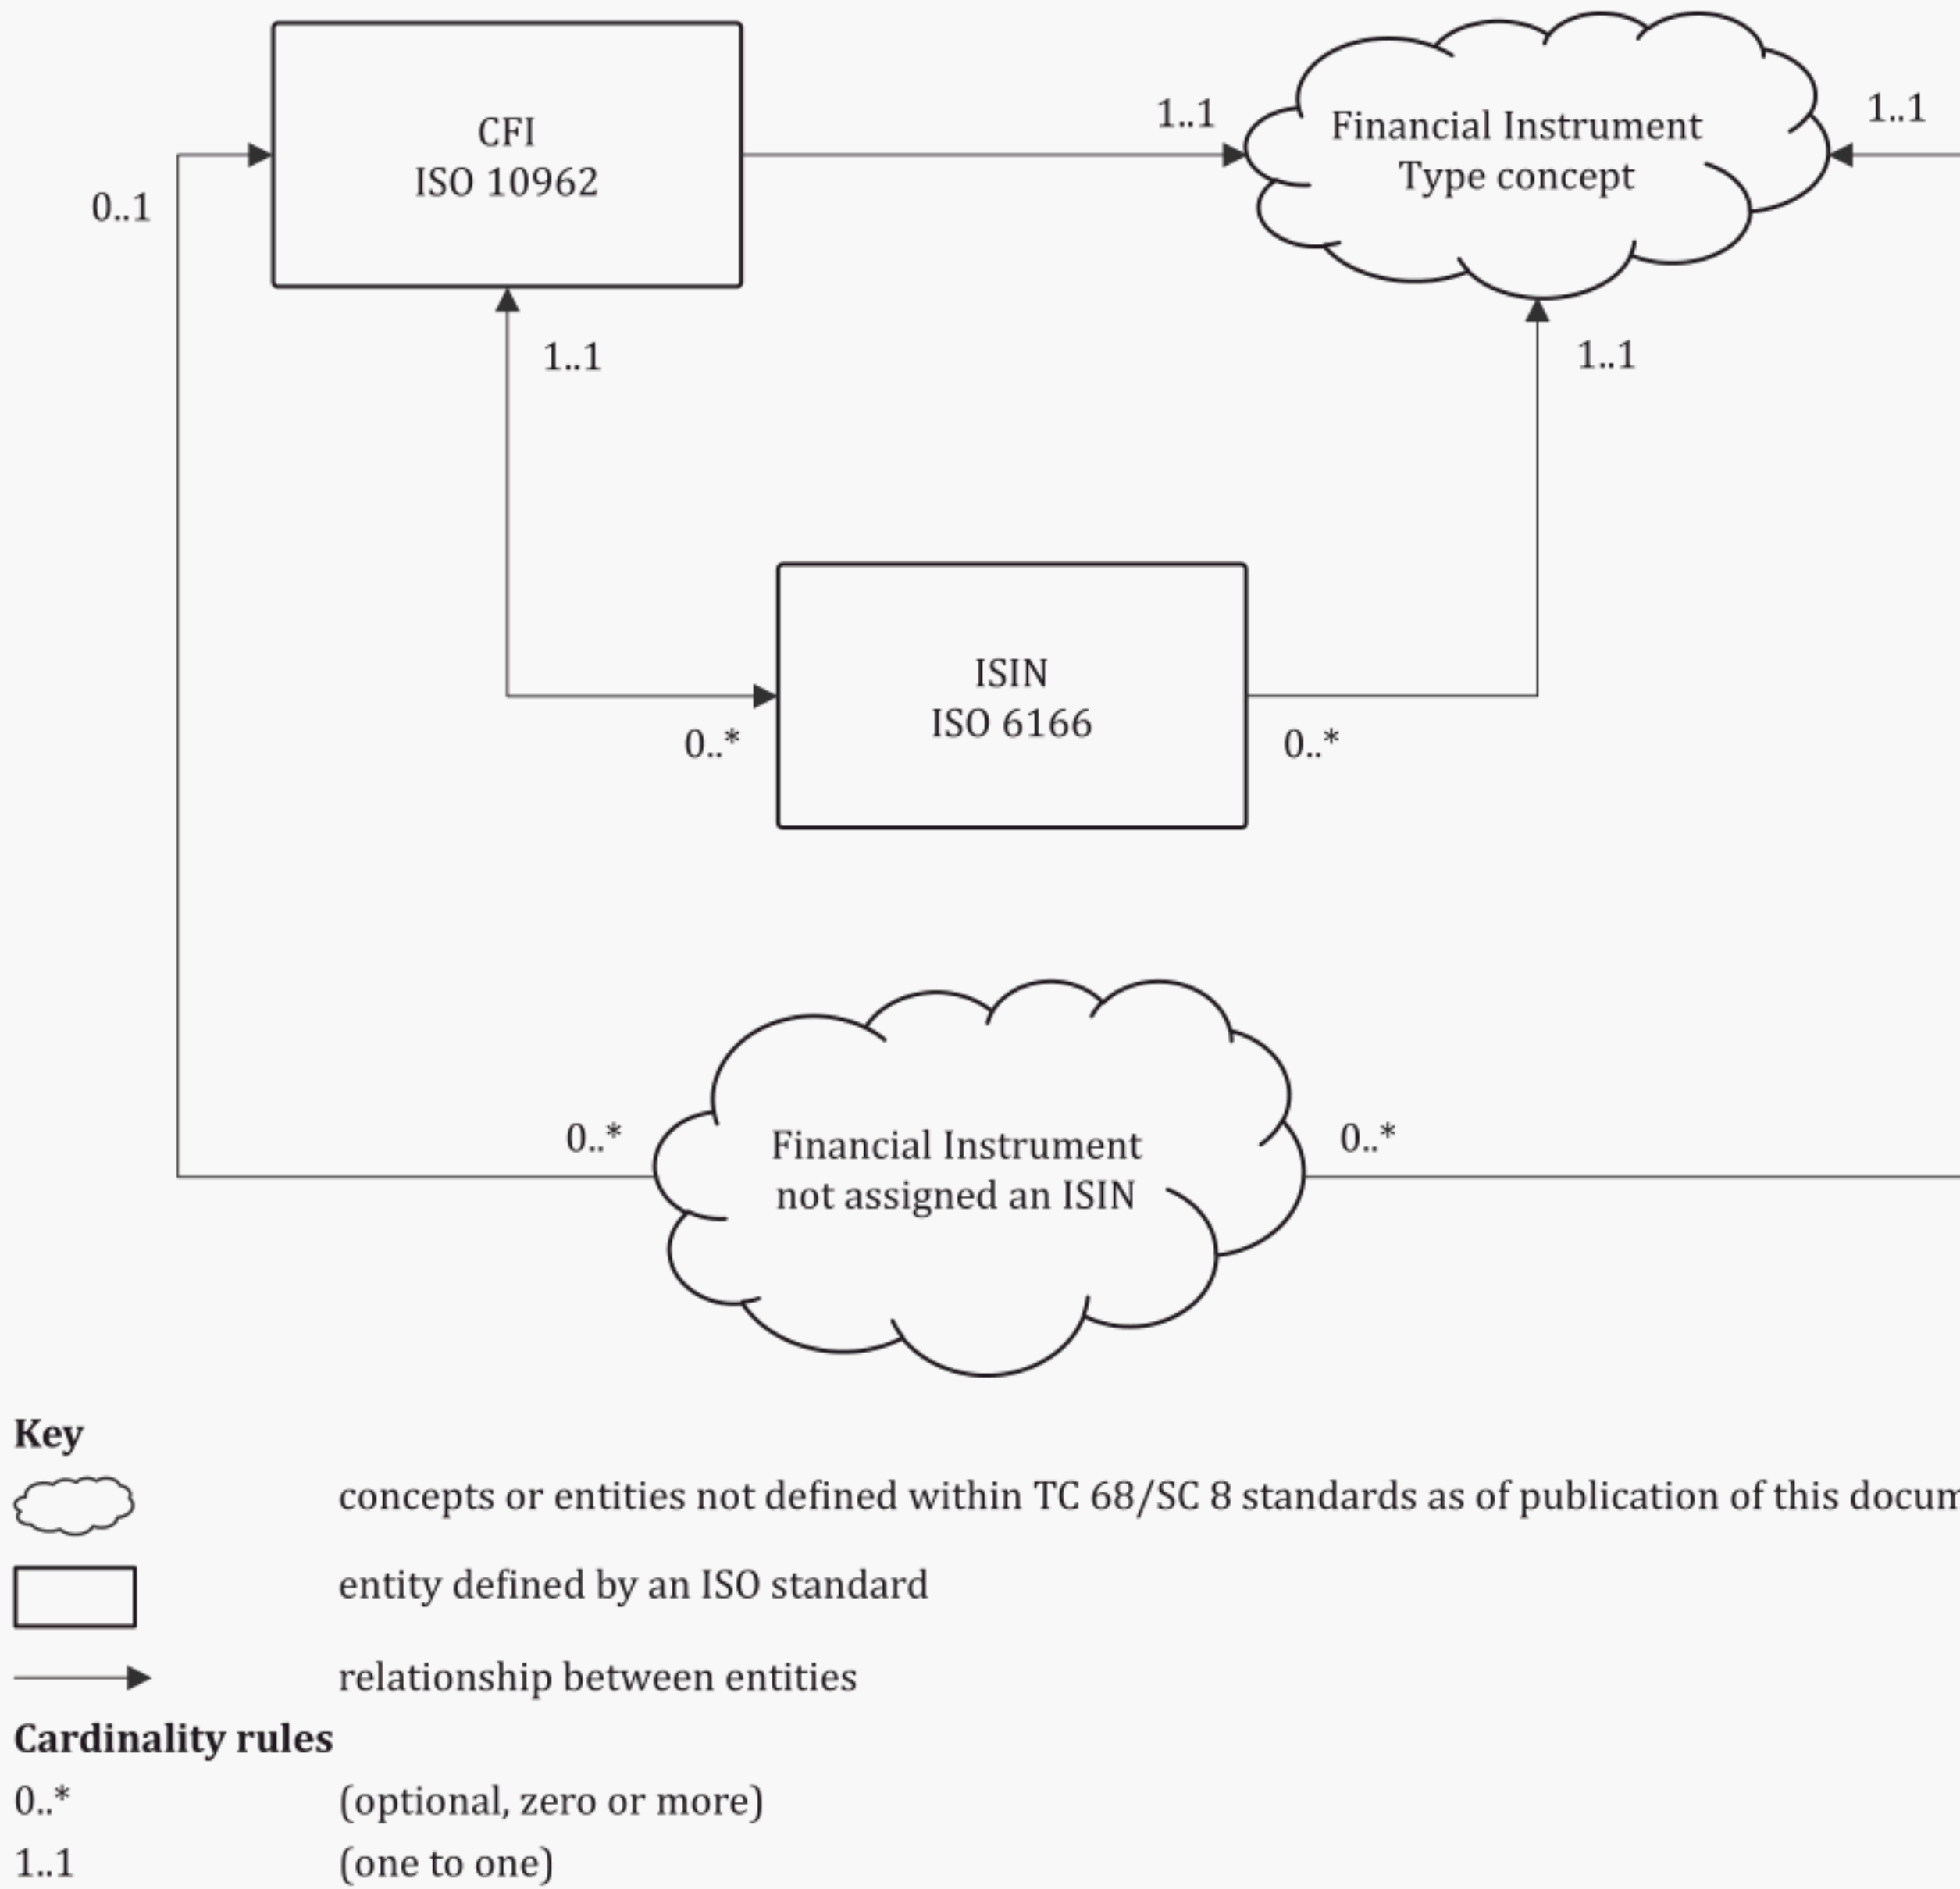 CFI
ISO 10962
1..1
Financial Instrument
Type concept
1..1
0..1
1..1
1..1
ISIN
ISO 6166
0..*
0..*
0..*
Financial Instrument
not assigned an ISIN
0..*
Key
concepts or entities not defined within TC 68/SC 8 standards as of publication of this docum
entity defined by an ISO standard
relationship between entities
Cardinality rules
0..* (optional, zero or more)
1..1 (one to one)